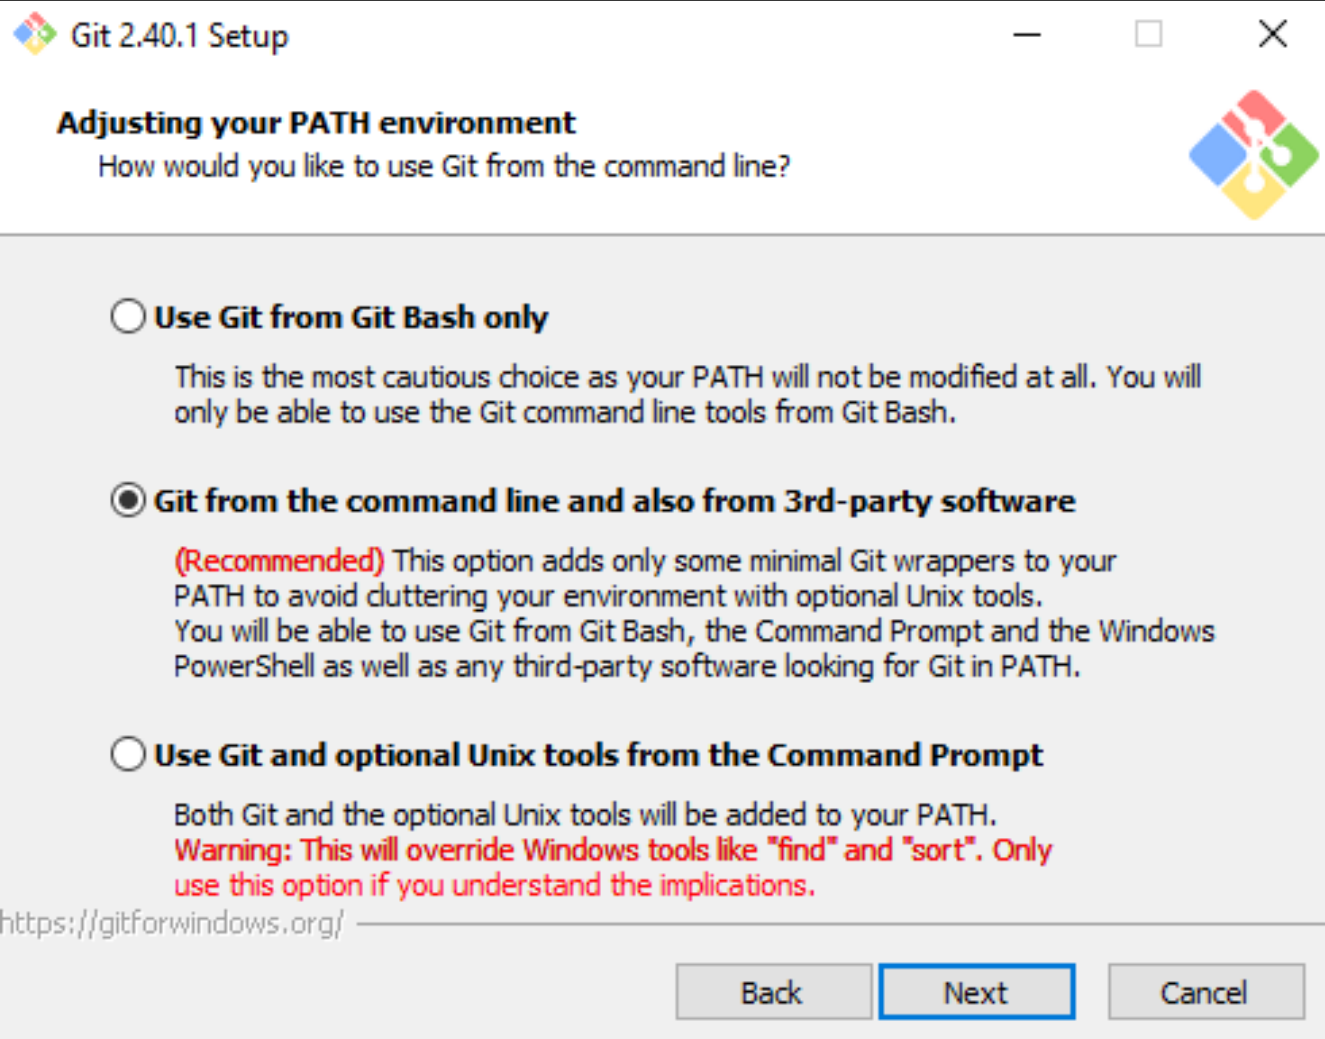 Git 2.40.1 Setup
Adjusting your PATH environment
How would you like to use Git from the command line?
Use Git from Git Bash only
This is the most cautious choice as your PATH will not be modified at all. You will
only be able to use the Git command line tools from Git Bash.
Git from the command line and also from 3rd-party software
(Recommended) This option adds only some minimal Git wrappers to your
PATH to avoid cluttering your environment with optional Unix tools.
You will be able to use Git from Git Bash, the Command Prompt and the Windows
PowerShell as well as any third-party software looking for Git in PATH.
Use Git and optional Unix tools from the Command Prompt
Both Git and the optional Unix tools will be added to your PATH.
Warning: This will override Windows tools like "find" and "sort". Only
use this option if you understand the implications.
https://gitforwindows.org/
Back Next Cancel